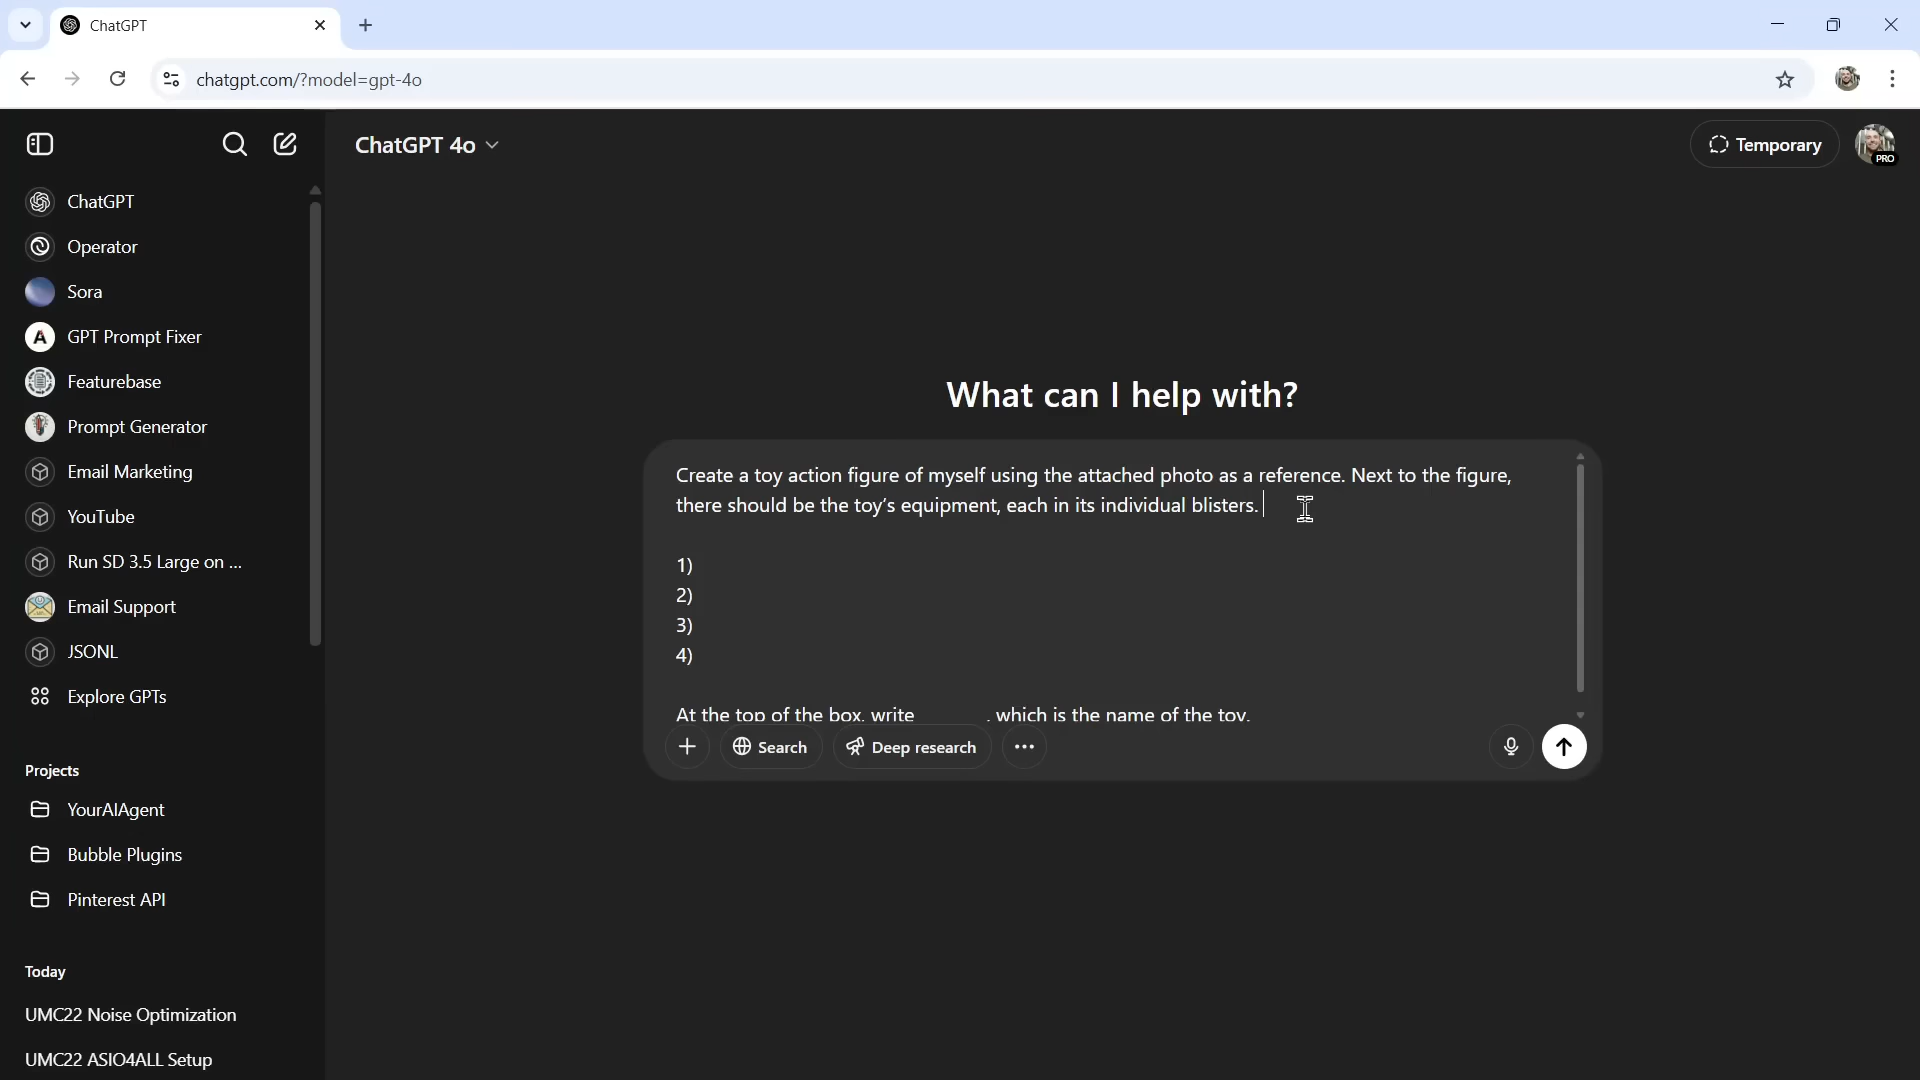 ChatGPT
chatgpt.com/?model=gpt-4o
ChatGPT 4o
Temporary
PRO
ChatGPT
Operator
Sora
GPT Prompt Fixer
Featurebase
Prompt Generator
Email Marketing
YouTube
Run SD 3.5 Large on ...
Email Support
JSONL
Explore GPTs
Projects
YourAIAgent
Bubble Plugins
Pinterest API
Today
UMC22 Noise Optimization
UMC22 ASIO4ALL Setup
What can I help with?
Create a toy action figure of myself using the attached photo as a reference. Next to the figure,
there should be the toy’s equipment, each in its individual blisters.
1)
2)
3)
4)
At the top of the box, write , which is the name of the toy.
Search
Deep research